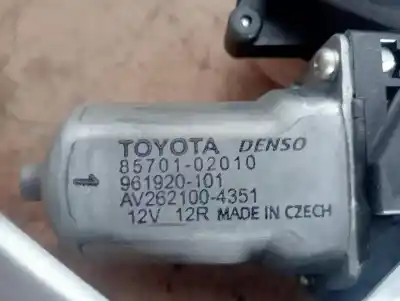 TOYOTA DENSO
85701-02010
961920-101
AV262100-4351
12V 12R MADE IN CZECH